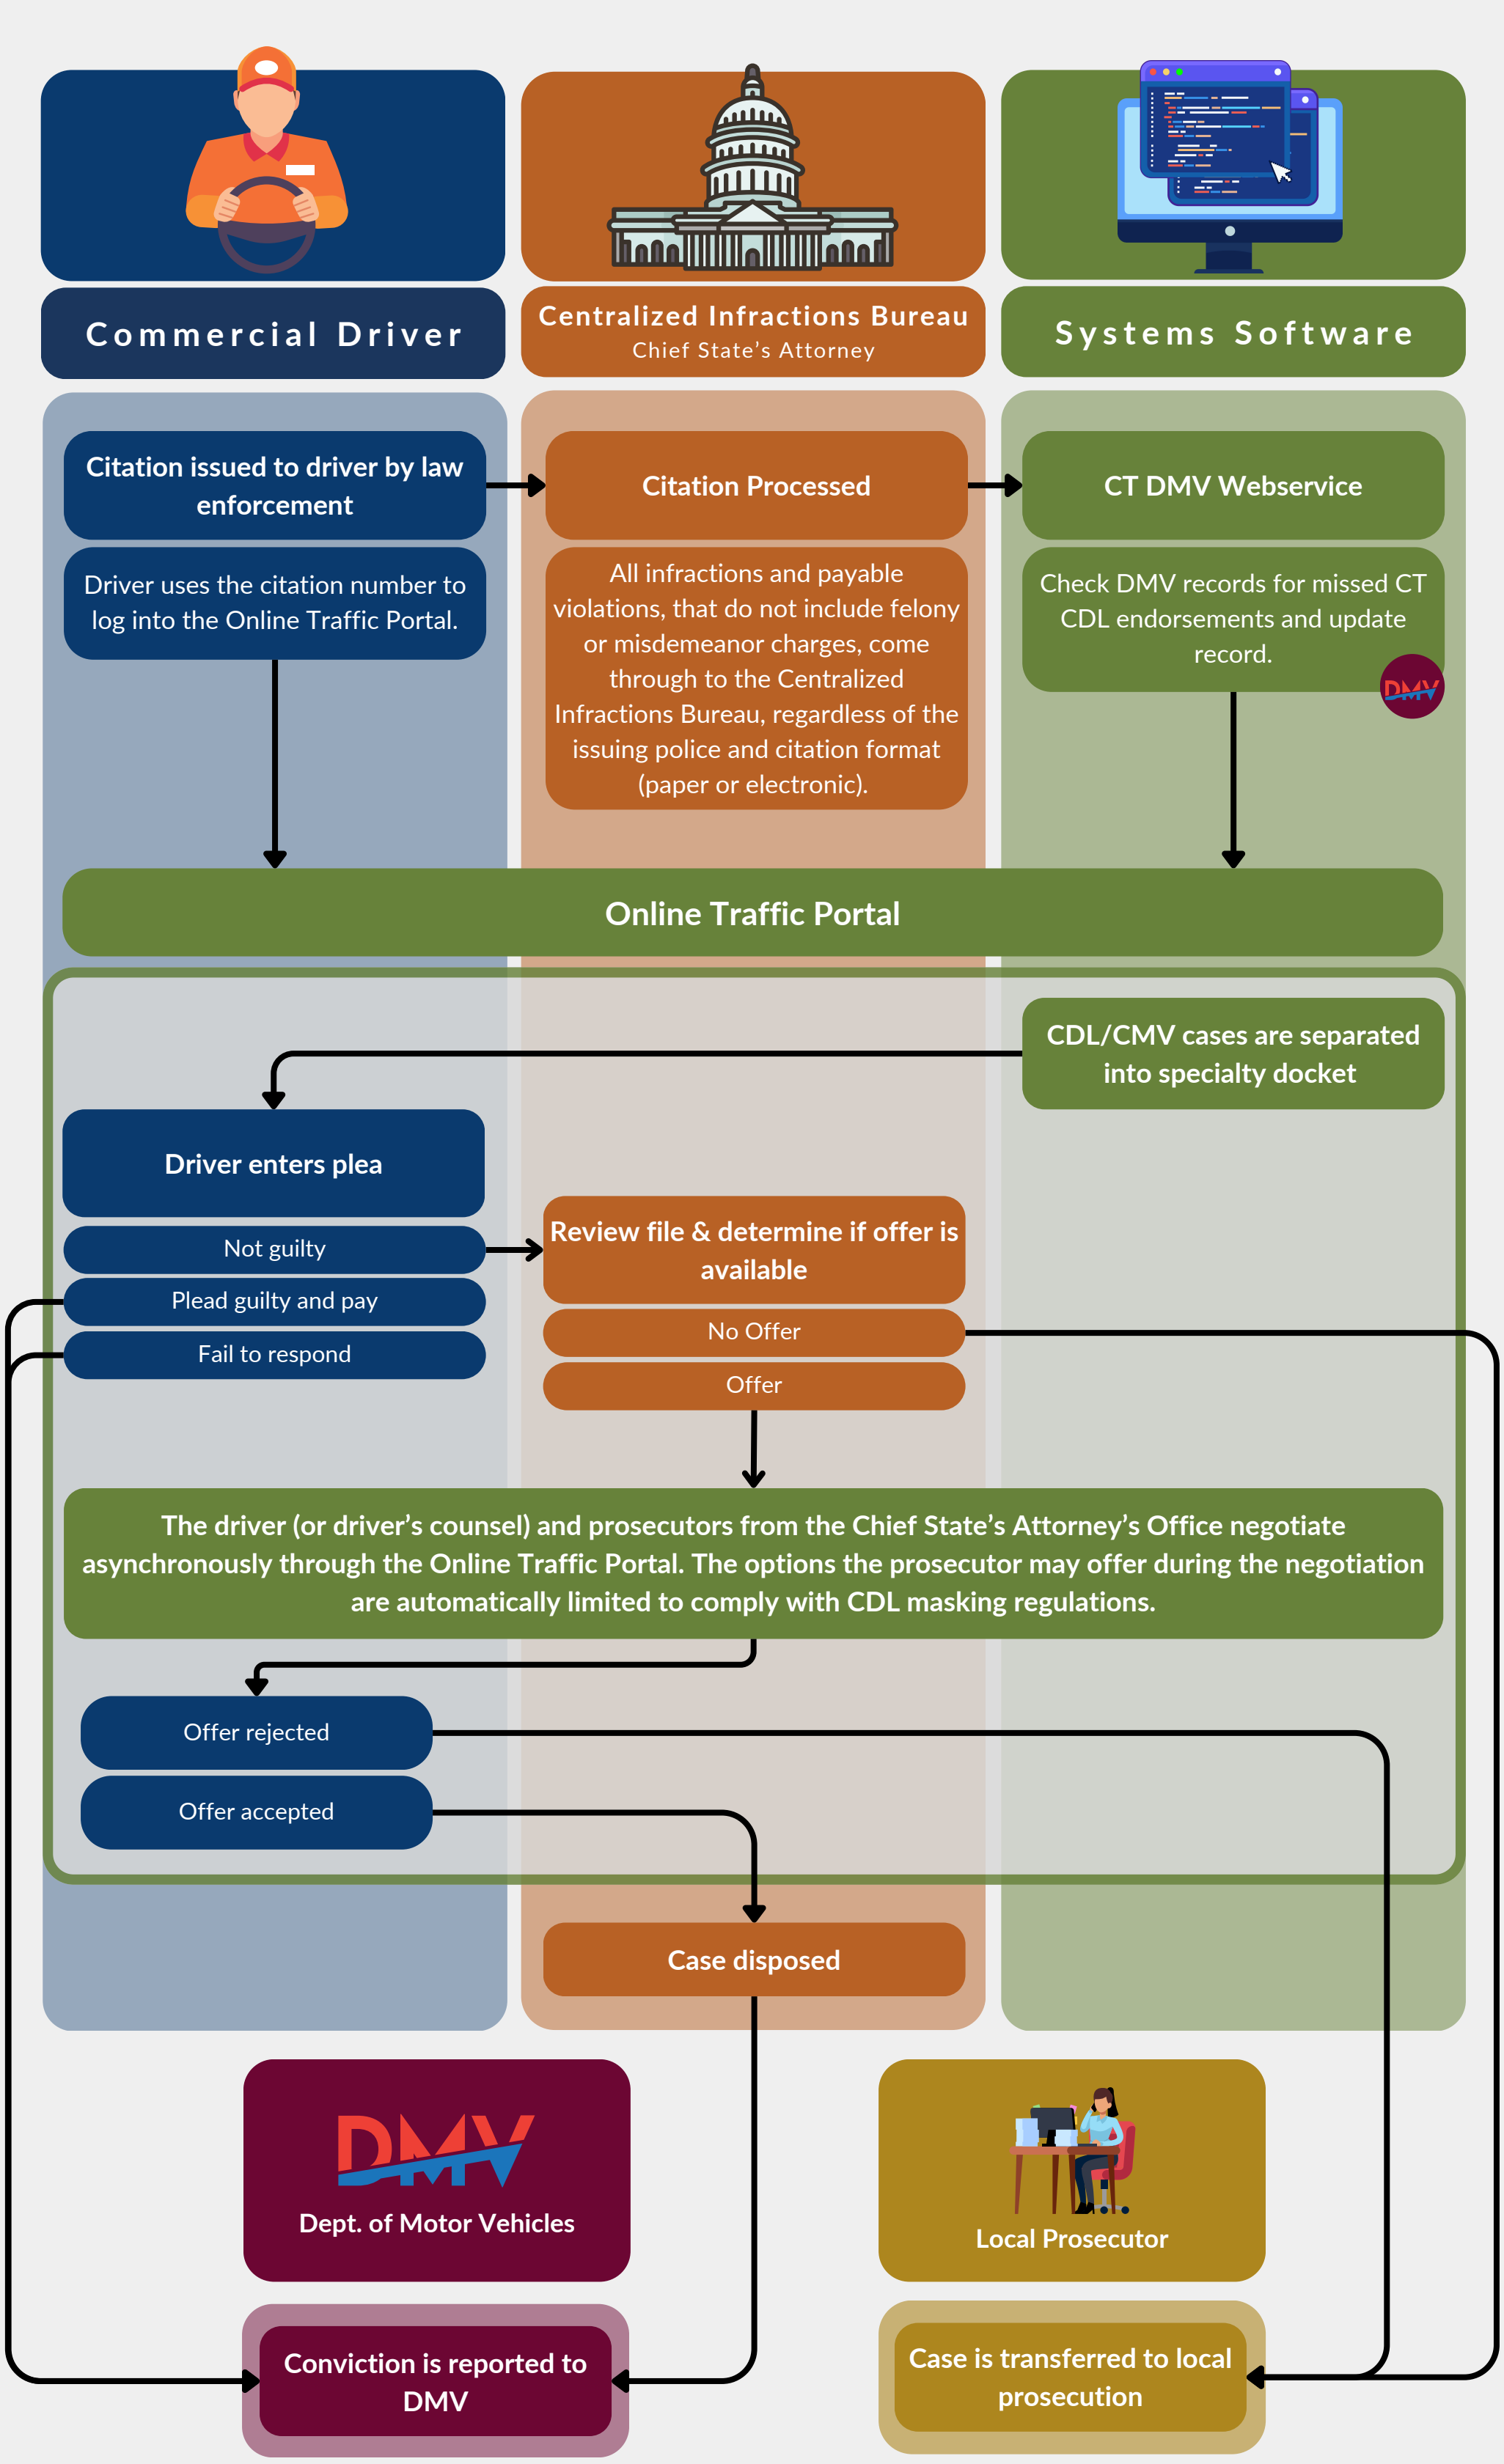 Commercial Driver
Centralized Infractions Bureau
Chief State's Attorney
Systems Software
Citation issued to driver by law
enforcement
Driver uses the citation number to
log into the Online Traffic Portal.
Citation Processed
All infractions and payable
violations, that do not include felony
or misdemeanor charges, come
through to the Centralized
Infractions Bureau, regardless of the
issuing police and citation format
(paper or electronic).
CT DMV Webservice
Check DMV records for missed CT
CDL endorsements and update
record.
DMV
Online Traffic Portal
CDL/CMV cases are separated
into specialty docket
Driver enters plea
Not guilty
Plead guilty and pay
Fail to respond
Review file & determine if offer is
available
No Offer
Offer
The driver (or driver's counsel) and prosecutors from the Chief State's Attorney's Office negotiate
asynchronously through the Online Traffic Portal. The options the prosecutor may offer during the negotiation
are automatically limited to comply with CDL masking regulations.
Offer rejected
Offer accepted
Case disposed
DMV
Dept. of Motor Vehicles
Local Prosecutor
Conviction is reported to
DMV
Case is transferred to local
prosecution